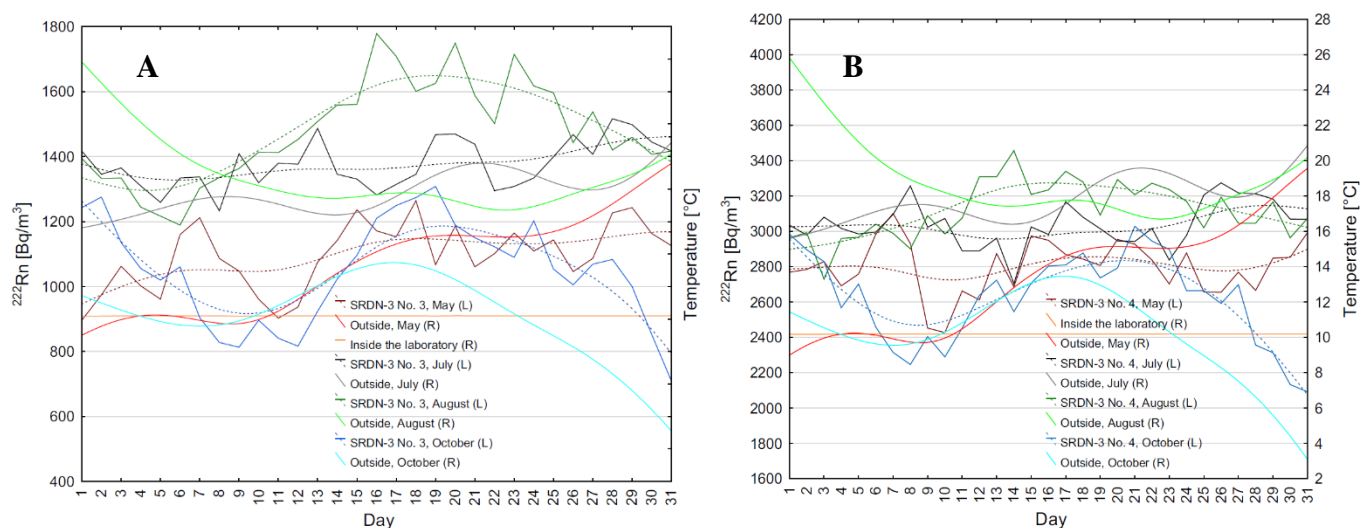 A
1800
1600
1400
1200
1000
800
600
400
²²²Rn [Bq/m³]
SRDN-3 No. 3, May (L)
Outside, May (R)
Inside the laboratory (R)
SRDN-3 No. 3, July (L)
Outside, July (R)
SRDN-3 No. 3, August (L)
Outside, August (R)
SRDN-3 No. 3, October (L)
Outside, October (R)
1 2 3 4 5 6 7 8 9 10 11 12 13 14 15 16 17 18 19 20 21 22 23 24 25 26 27 28 29 30 31
Day
Temperature [°C]
B
4200
4000
3800
3600
3400
3200
3000
2800
2600
2400
2200
2000
1800
1600
²²²Rn [Bq/m³]
SRDN-3 No. 4, May (L)
Inside the laboratory (R)
Outside, May (R)
SRDN-3 No. 4, July (L)
Outside, July (R)
SRDN-3 No. 4, August (L)
Outside, August (R)
SRDN-3 No. 4, October (L)
Outside, October (R)
1 2 3 4 5 6 7 8 9 10 11 12 13 14 15 16 17 18 19 20 21 22 23 24 25 26 27 28 29 30 31
Day
28
26
24
22
20
18
16
14
12
10
8
6
4
2
Temperature [°C]